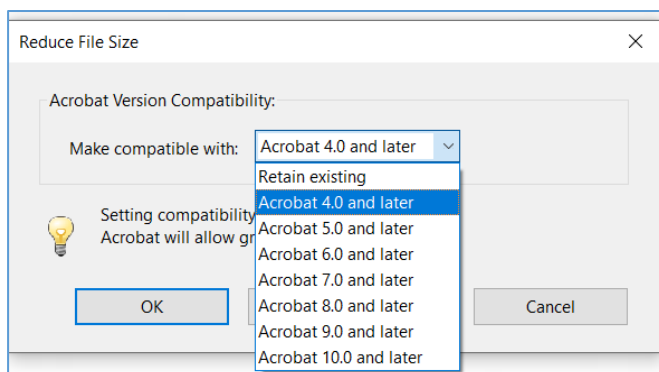 Reduce File Size
Acrobat Version Compatibility:
Make compatible with: Acrobat 4.0 and later
Retain existing
Acrobat 4.0 and later
Setting compatibility
Acrobat 5.0 and later
Acrobat will allow
Acrobat 6.0 and later
Acrobat 7.0 and later
OK
Acrobat 8.0 and later
Cancel
Acrobat 9.0 and later
Acrobat 10.0 and later